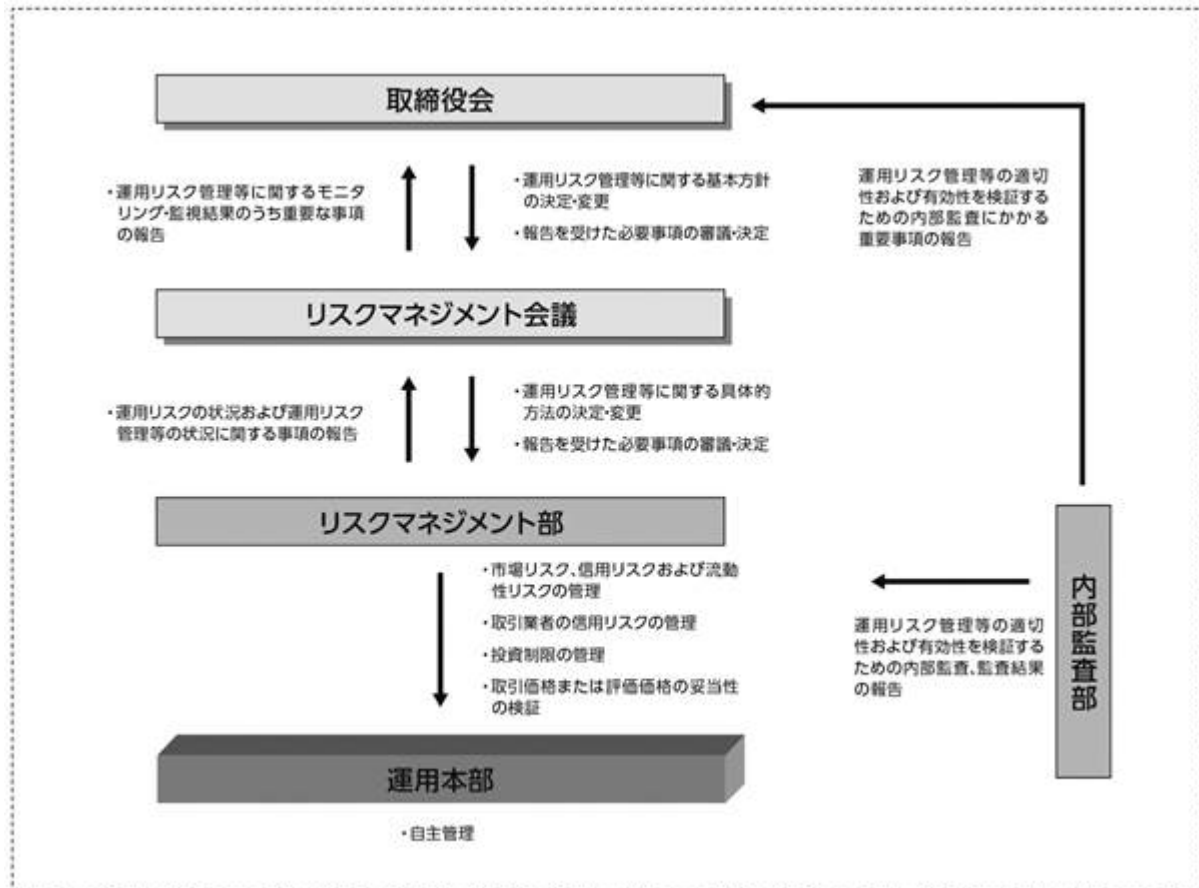 取締役会
・運用リスク管理等に関するモニタ
リング・監視結果のうち重要な事項
の報告
・運用リスク管理等に関する基本方針
の決定・変更
・報告を受けた必要事項の審議・決定
運用リスク管理等の適切
性および有効性を検証する
ための内部監査にかかる
重要事項の報告
リスクマネジメント会議
・運用リスクの状況および運用リスク
管理等の状況に関する事項の報告
・運用リスク管理等に関する具体的
方法の決定・変更
・報告を受けた必要事項の審議・決定
リスクマネジメント部
・市場リスク、信用リスクおよび流動
性リスクの管理
・取引業者の信用リスクの管理
・投資制限の管理
・取引価格または評価価格の妥当性
の検証
運用リスク管理等の適切
性および有効性を検証する
ための内部監査、監査結果
の報告
内部監査部
運用本部
・自主管理